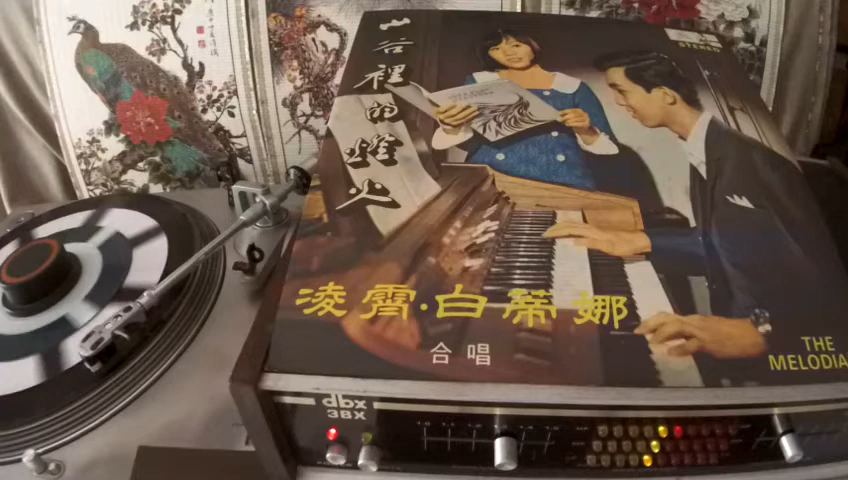 山谷裡的燈火
STEREO
凌霄·白蒂娜
合唱
THE
MELODIA
dbx
3BX